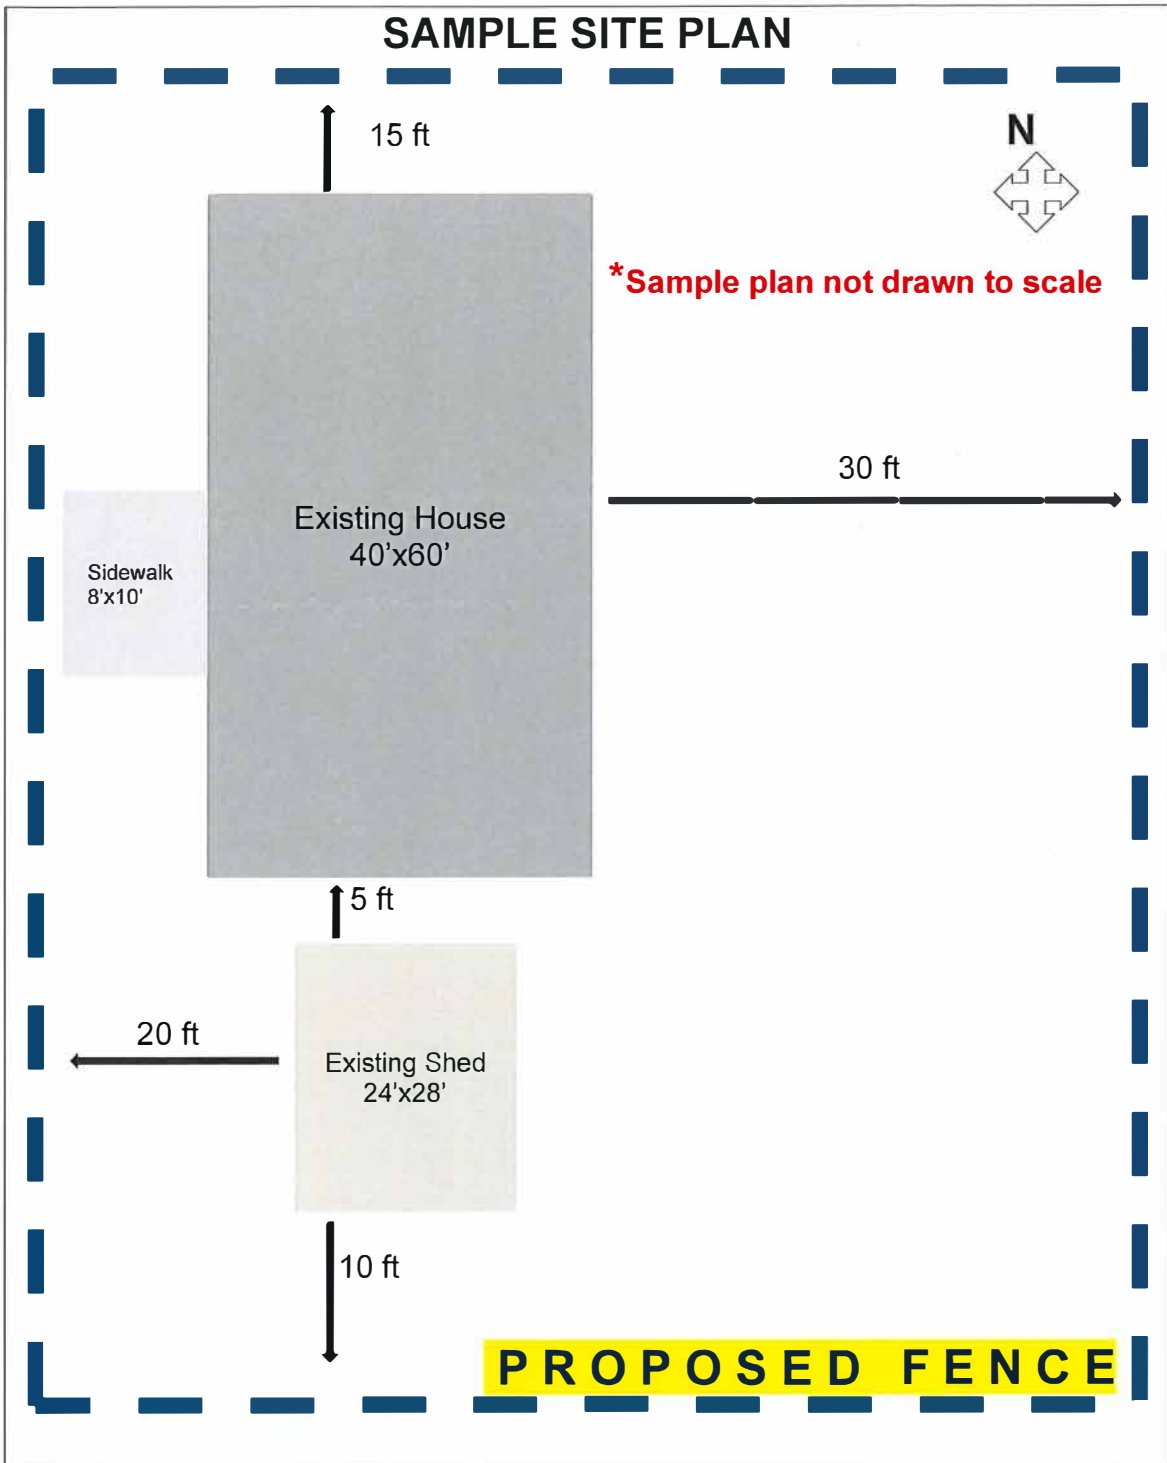 SAMPLE SITE PLAN
15 ft
N
*Sample plan not drawn to scale
30 ft
Existing House
40’x60’
Sidewalk
8'x10'
5 ft
20 ft
Existing Shed
24’x28’
10 ft
PROPOSED FENCE